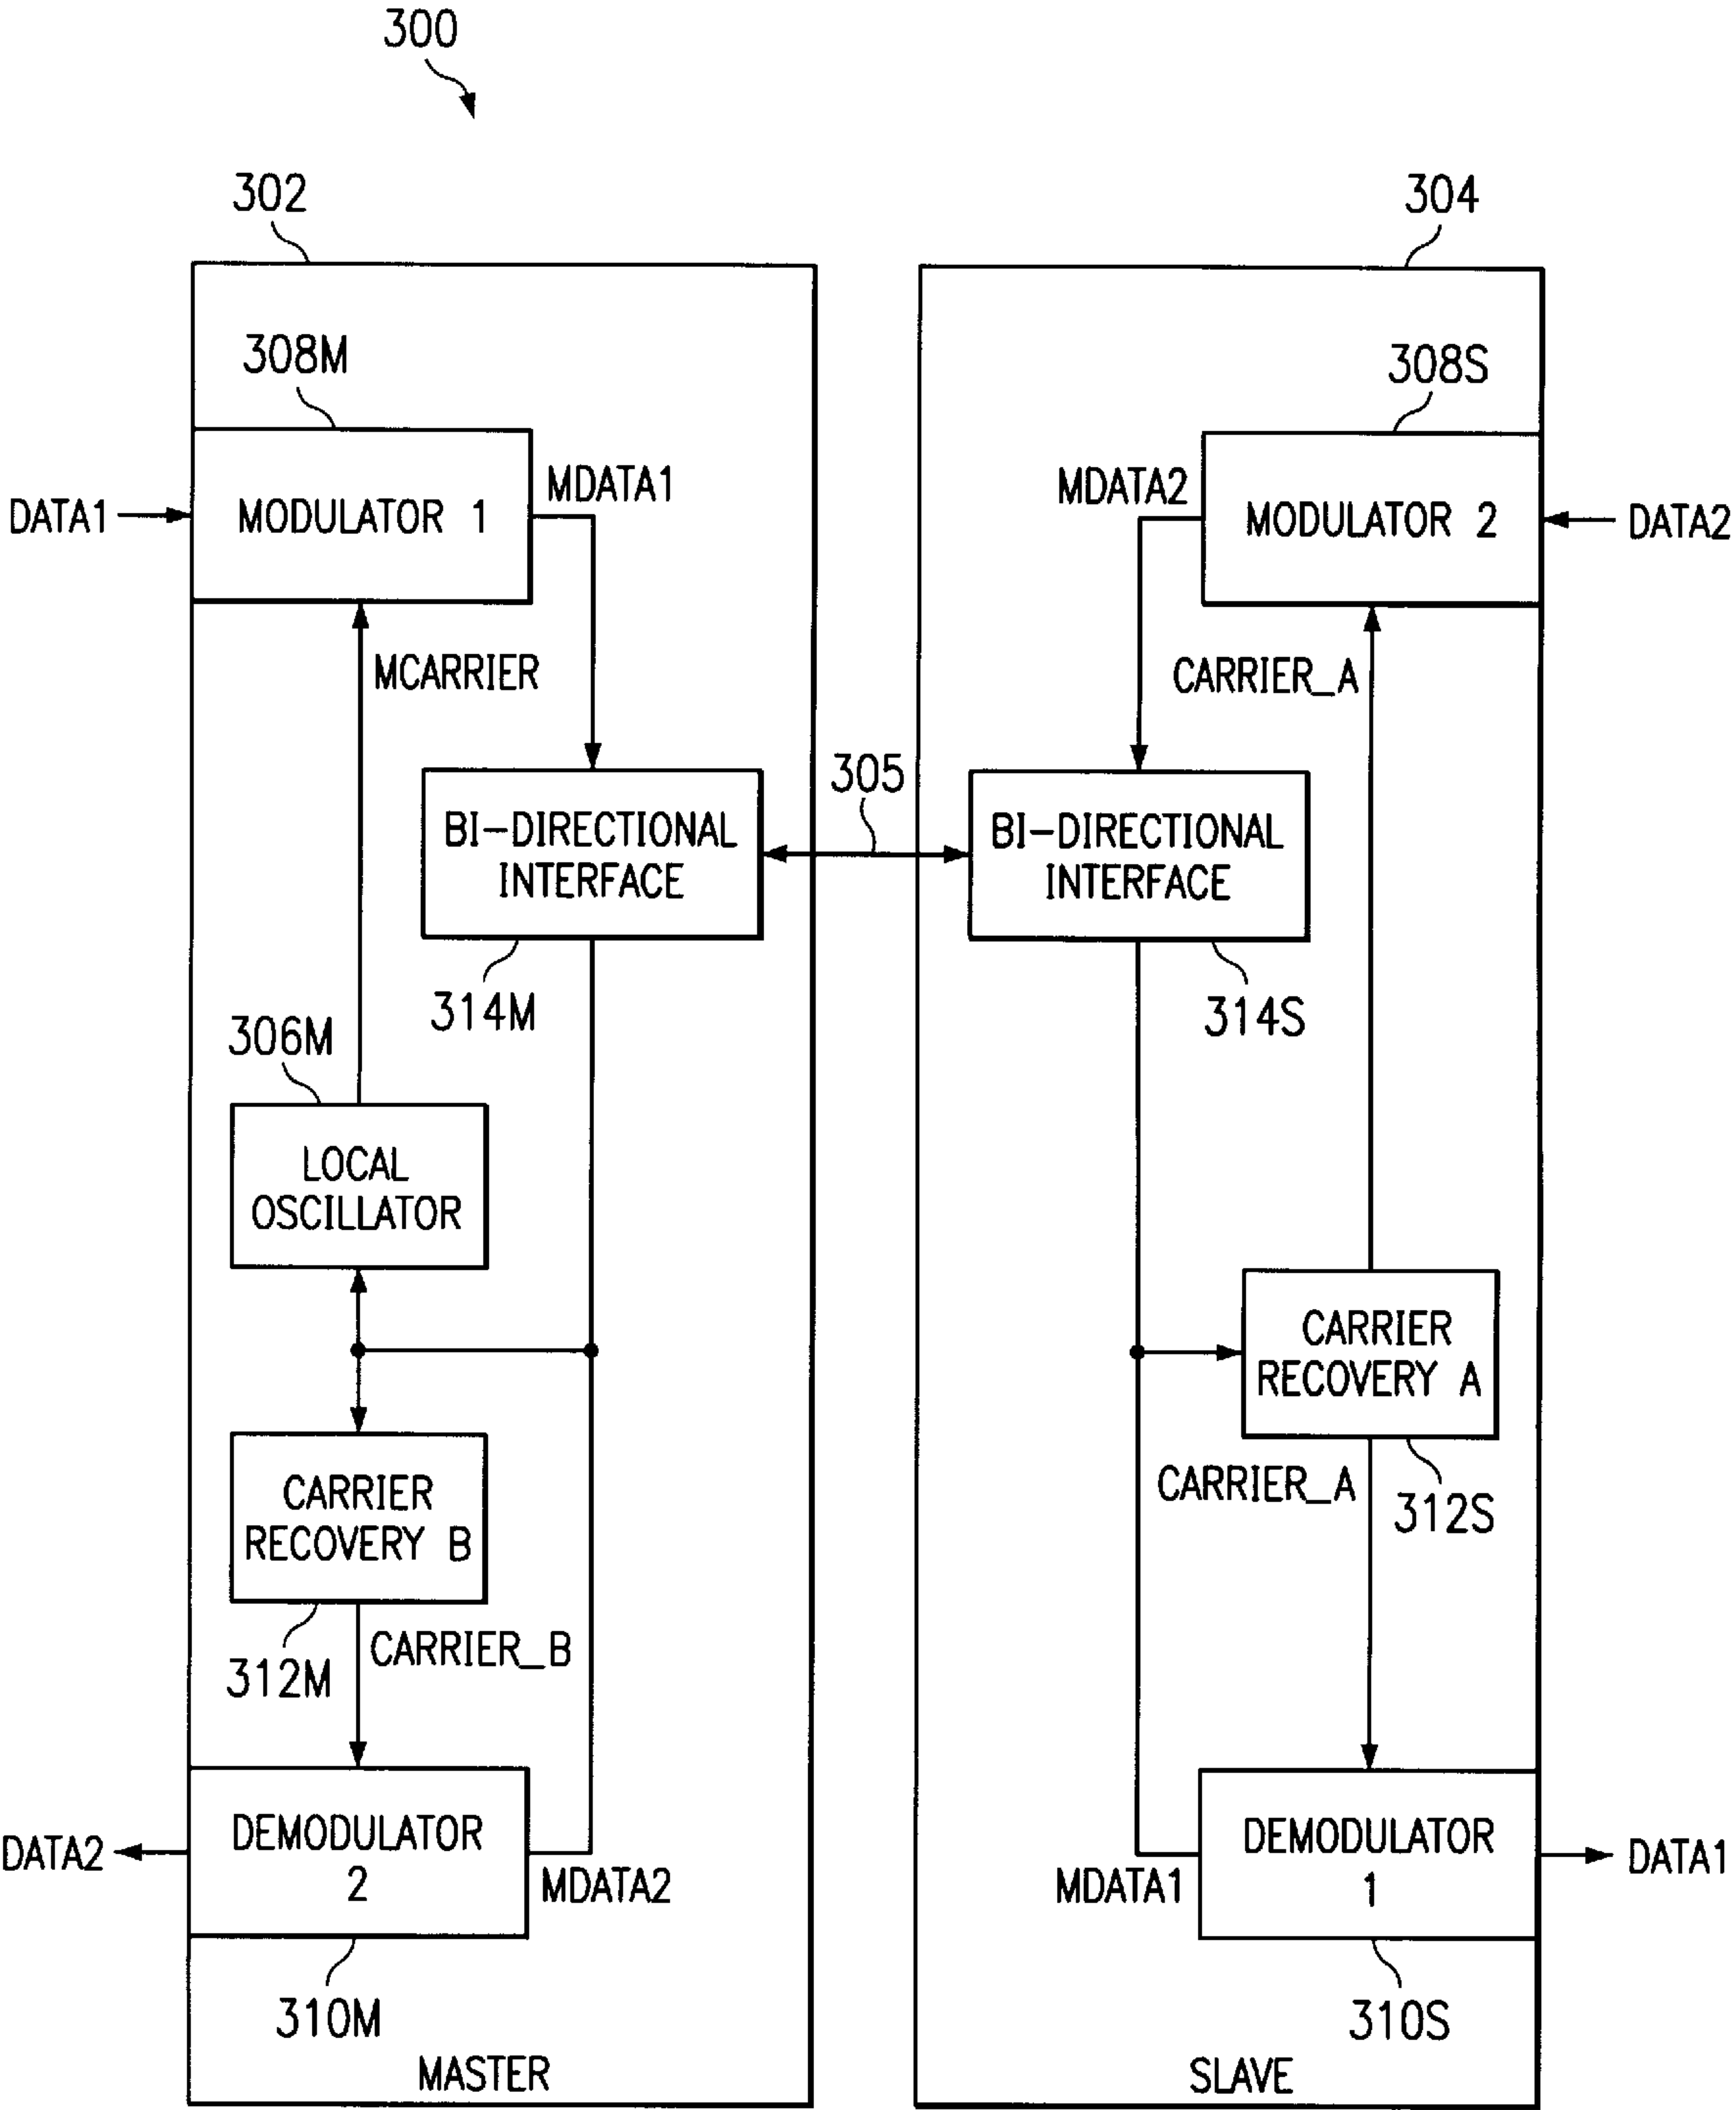 300
302
304
308M
308S
DATA1
MODULATOR 1
MDATA1
MDATA2
MODULATOR 2
DATA2
MCARRIER
CARRIER_A
305
BI-DIRECTIONAL
INTERFACE
BI-DIRECTIONAL
INTERFACE
314M
314S
306M
LOCAL
OSCILLATOR
CARRIER
RECOVERY A
CARRIER
RECOVERY B
CARRIER_A
312S
312M
CARRIER_B
DATA2
DEMODULATOR
2
MDATA2
MDATA1
DEMODULATOR
1
DATA1
310M
310S
MASTER
SLAVE